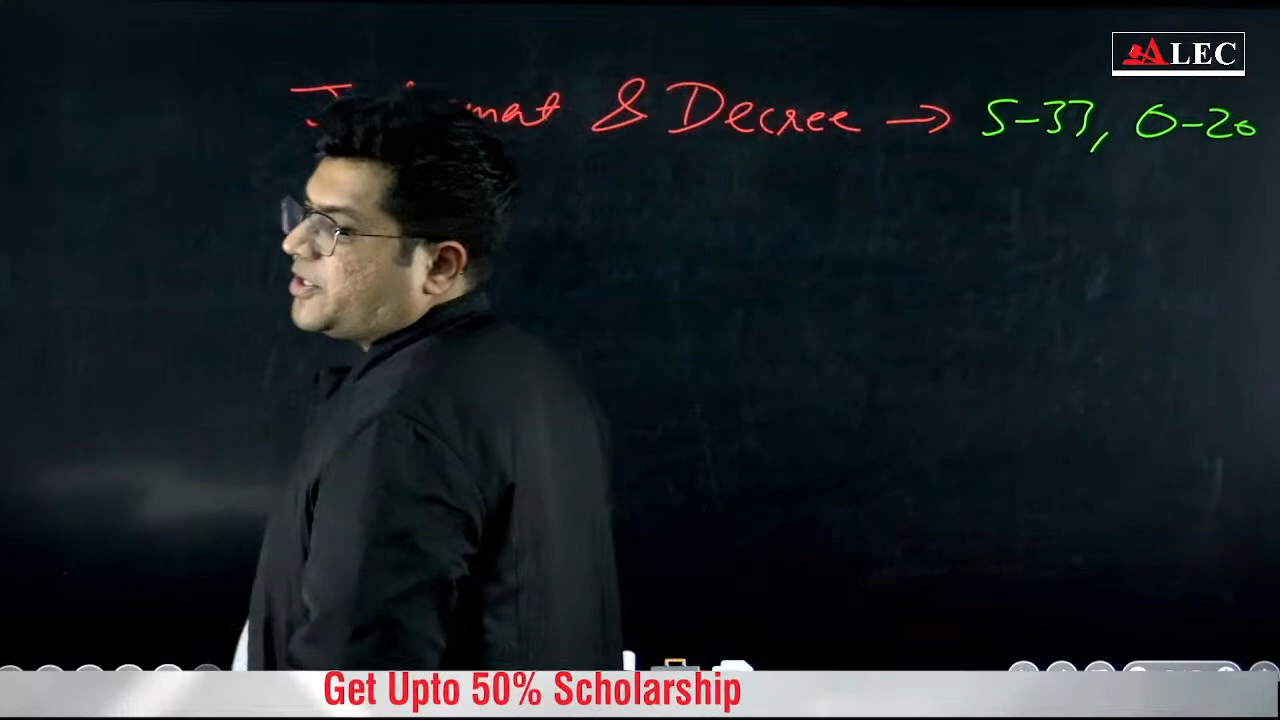 ALEC
& Decree → S-33, O-20
Get Upto 50% Scholarship